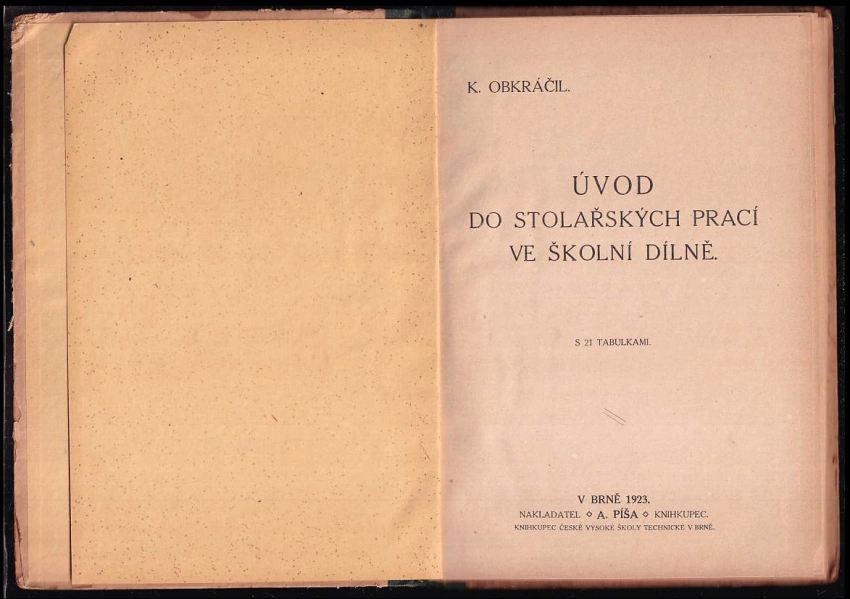 K. OBKRÁČIL.
ÚVOD
DO STOLAŘSKÝCH PRACÍ
VE ŠKOLNÍ DÍLNĚ.
S 21 TABULKAMI.
V BRNĚ 1923.
NAKLADATEL ◇ A. PÍŠA ◇ KNIHKUPEC.
KNIHKUPEC ČESKÉ VYSOKÉ ŠKOLY TECHNICKÉ V BRNĚ.